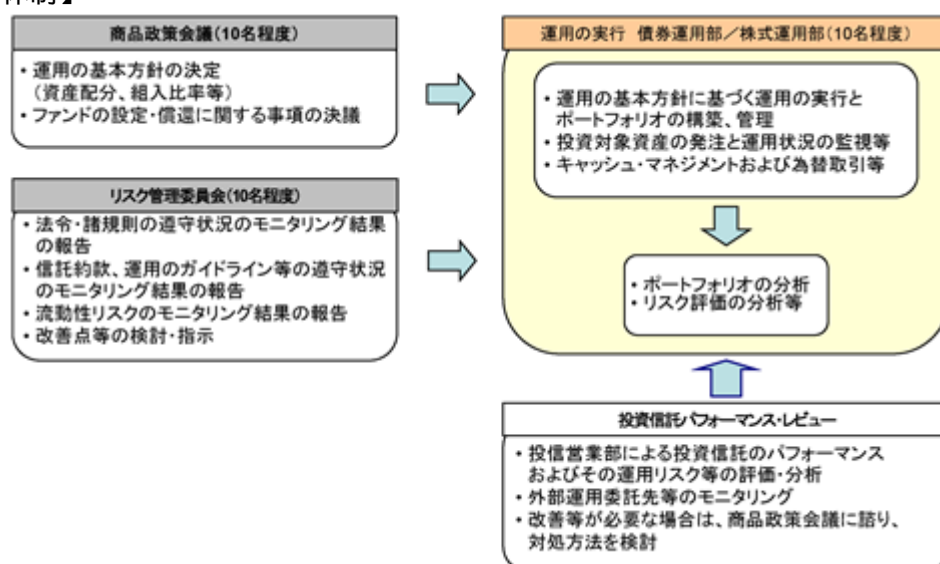 体制】
商品政策会議(10名程度)
・運用の基本方針の決定
(資産配分、組入比率等)
・ファンドの設定・償還に関する事項の決議
リスク管理委員会(10名程度)
・法令・諸規則の遵守状況のモニタリング結果
の報告
・信託約款、運用のガイドライン等の遵守状況
のモニタリング結果の報告
・流動性リスクのモニタリング結果の報告
・改善点等の検討・指示
運用の実行 債券運用部/株式運用部(10名程度)
・運用の基本方針に基づく運用の実行と
ポートフォリオの構築、管理
・投資対象資産の発注と運用状況の監視等
・キャッシュ・マネジメントおよび為替取引等
・ポートフォリオの分析
・リスク評価の分析等
投資信託パフォーマンス・レビュー
・投信営業部による投資信託のパフォーマンス
およびその運用リスク等の評価・分析
・外部運用委託先等のモニタリング
・改善等が必要な場合は、商品政策会議に諮り、
対処方法を検討